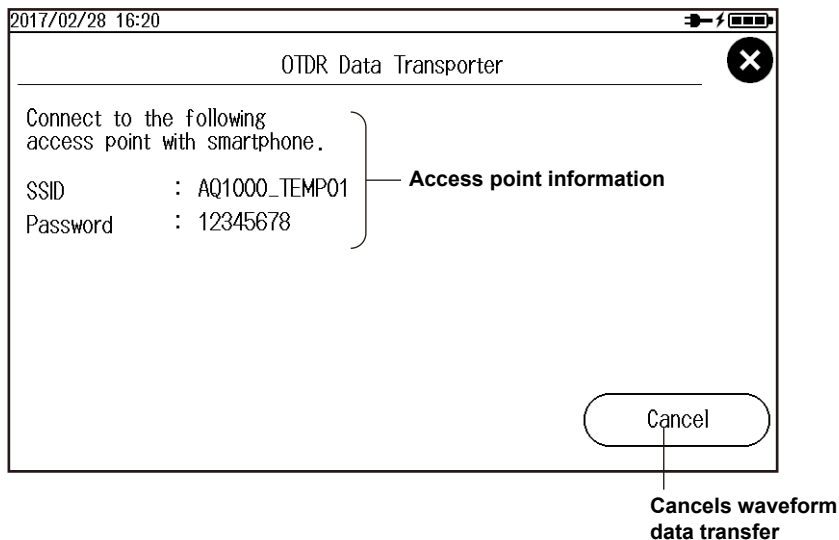 2017/02/28 16:20
OTDR Data Transporter
Connect to the following
access point with smartphone.
SSID : AQ1000_TEMP01
Password : 12345678
Access point information
Cancel
Cancels waveform
data transfer